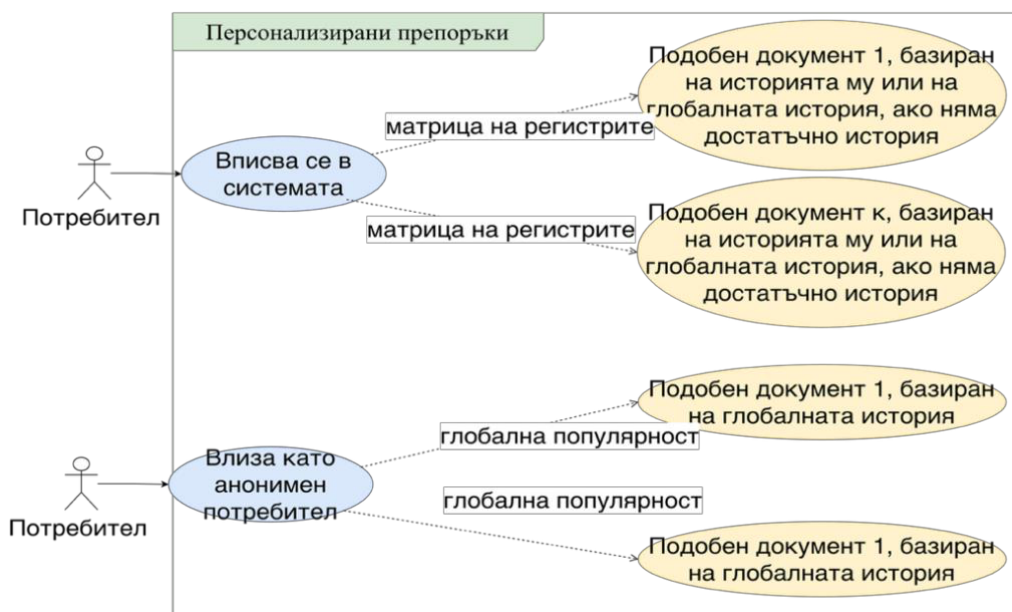 Персонализирани препоръки
Подобен документ 1, базиран
на историята му или на
глобалната история, ако няма
достатъчно история
матрица на регистрите
Вписва се в
системата
Потребител
матрица на регистрите
Подобен документ к, базиран
на историята му или на
глобалната история, ако няма
достатъчно история
Подобен документ 1, базиран
на глобалната история
глобална популярност
Влиза като
анонимен
потребител
Потребител
глобална популярност
Подобен документ 1, базиран
на глобалната история